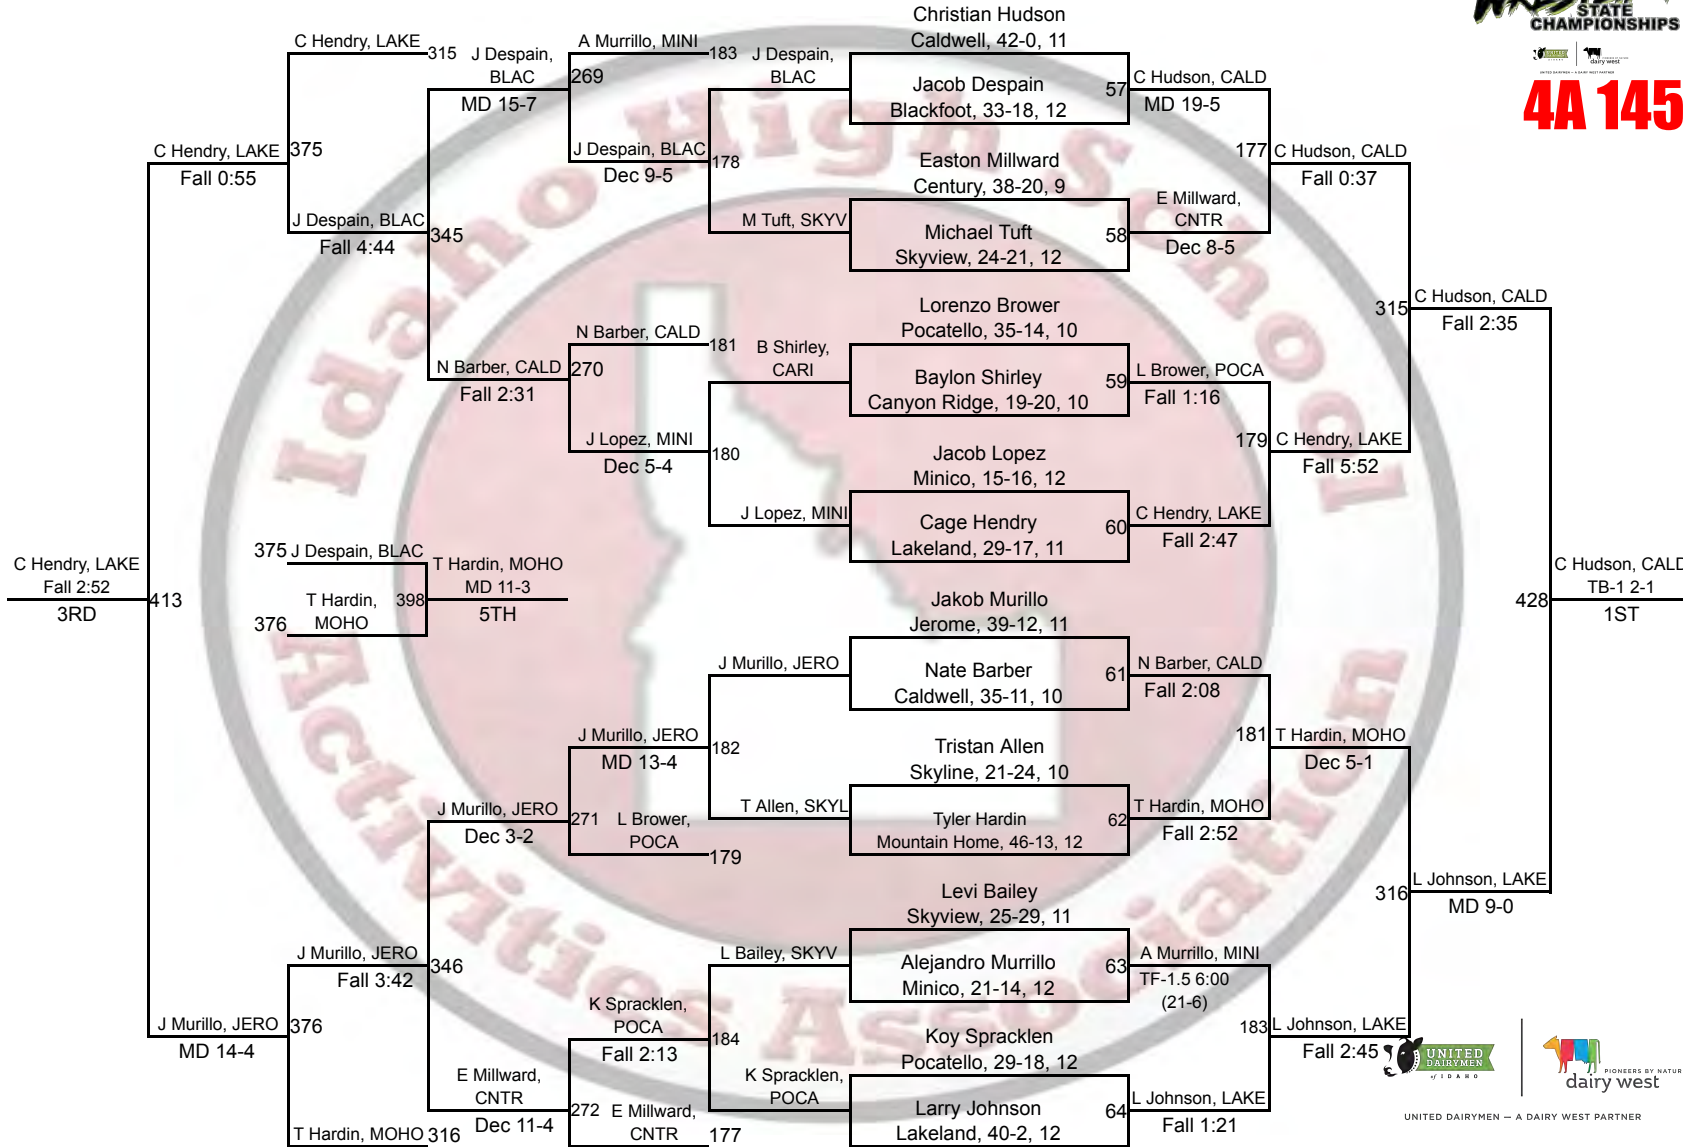 STATE
CHAMPIONSHIPS
dairy west
UNITED DAIRYMEN — A DAIRY WEST PARTNER
4A 145
Idaho High School
Activities Association
Christian Hudson
Caldwell, 42-0, 11
Jacob Despain
Blackfoot, 33-18, 12
57
Easton Millward
Century, 38-20, 9
Michael Tuft
Skyview, 24-21, 12
58
Lorenzo Brower
Pocatello, 35-14, 10
Baylon Shirley
Canyon Ridge, 19-20, 10
59
Jacob Lopez
Minico, 15-16, 12
Cage Hendry
Lakeland, 29-17, 11
60
Jakob Murillo
Jerome, 39-12, 11
Nate Barber
Caldwell, 35-11, 10
61
Tristan Allen
Skyline, 21-24, 10
Tyler Hardin
Mountain Home, 46-13, 12
62
Levi Bailey
Skyview, 25-29, 11
Alejandro Murrillo
Minico, 21-14, 12
63
Koy Spracklen
Pocatello, 29-18, 12
Larry Johnson
Lakeland, 40-2, 12
64
C Hudson, CALD
MD 19-5
E Millward,
CNTR
Dec 8-5
L Brower, POCA
Fall 1:16
C Hendry, LAKE
Fall 2:47
N Barber, CALD
Fall 2:08
T Hardin, MOHO
Fall 2:52
A Murrillo, MINI
TF-1.5 6:00
(21-6)
L Johnson, LAKE
Fall 1:21
177
C Hudson, CALD
Fall 0:37
179
C Hendry, LAKE
Fall 5:52
181
T Hardin, MOHO
Dec 5-1
183
L Johnson, LAKE
Fall 2:45
315
C Hudson, CALD
Fall 2:35
316
L Johnson, LAKE
MD 9-0
428
C Hudson, CALD
TB-1 2-1
1ST
J Despain,
BLAC
M Tuft, SKYV
B Shirley,
CARI
J Lopez, MINI
J Murillo, JERO
T Allen, SKYL
L Bailey, SKYV
K Spracklen,
POCA
A Murrillo, MINI
183
J Despain, BLAC
178
Dec 9-5
N Barber, CALD
181
J Lopez, MINI
180
Dec 5-4
J Murillo, JERO
182
MD 13-4
L Brower,
POCA
179
K Spracklen,
POCA
184
Fall 2:13
E Millward,
CNTR
177
J Despain,
BLAC
269
MD 15-7
N Barber, CALD
270
Fall 2:31
J Murillo, JERO
271
Dec 3-2
E Millward,
CNTR
272
Dec 11-4
C Hendry, LAKE
315
J Despain, BLAC
345
Fall 4:44
J Murillo, JERO
346
Fall 3:42
T Hardin, MOHO
316
C Hendry, LAKE
375
Fall 0:55
J Murillo, JERO
376
MD 14-4
C Hendry, LAKE
Fall 2:52
413
3RD
375
J Despain, BLAC
376
T Hardin,
MOHO
398
T Hardin, MOHO
MD 11-3
5TH
UNITED
DAIRYMEN
of IDAHO
PIONEERS BY NATUR
dairy west
UNITED DAIRYMEN — A DAIRY WEST PARTNER